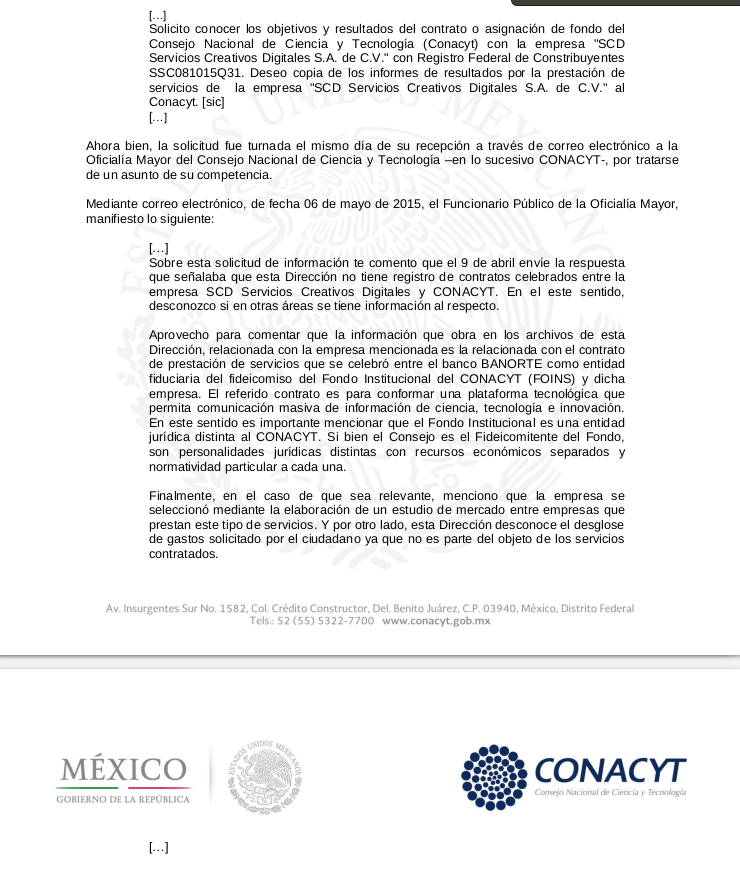 [...]
Solicito conocer los objetivos y resultados del contrato o asignación de fondo del
Consejo Nacional de Ciencia y Tecnología (Conacyt) con la empresa "SCD
Servicios Creativos Digitales S.A. de C.V." con Registro Federal de Constribuyentes
SSC081015Q31. Deseo copia de los informes de resultados por la prestación de
servicios de la empresa "SCD Servicios Creativos Digitales S.A. de C.V." al
Conacyt. [sic]
[...]
Ahora bien, la solicitud fue turnada el mismo día de su recepción a través de correo electrónico a la
Oficialía Mayor del Consejo Nacional de Ciencia y Tecnología –en lo sucesivo CONACYT-, por tratarse
de un asunto de su competencia.
Mediante correo electrónico, de fecha 06 de mayo de 2015, el Funcionario Público de la Oficialía Mayor,
manifiesto lo siguiente:
[...]
Sobre esta solicitud de información te comento que el 9 de abril envíe la respuesta
que señalaba que esta Dirección no tiene registro de contratos celebrados entre la
empresa SCD Servicios Creativos Digitales y CONACYT. En el este sentido,
desconozco si en otras áreas se tiene información al respecto.
Aprovecho para comentar que la información que obra en los archivos de esta
Dirección, relacionada con la empresa mencionada es la relacionada con el contrato
de prestación de servicios que se celebró entre el banco BANORTE como entidad
fiduciaria del fideicomiso del Fondo Institucional del CONACYT (FOINS) y dicha
empresa. El referido contrato es para conformar una plataforma tecnológica que
permita comunicación masiva de información de ciencia, tecnología e innovación.
En este sentido es importante mencionar que el Fondo Institucional es una entidad
jurídica distinta al CONACYT. Si bien el Consejo es el Fideicomitente del Fondo,
son personalidades jurídicas distintas con recursos económicos separados y
normatividad particular a cada una.
Finalmente, en el caso de que sea relevante, menciono que la empresa se
seleccionó mediante la elaboración de un estudio de mercado entre empresas que
prestan este tipo de servicios. Y por otro lado, esta Dirección desconoce el desglose
de gastos solicitado por el ciudadano ya que no es parte del objeto de los servicios
contratados.
Av. Insurgentes Sur No. 1582, Col. Crédito Constructor, Del. Benito Juárez, C.P. 03940, México, Distrito Federal
Tels.: 52 (55) 5322-7700 www.conacyt.gob.mx
MÉXICO
GOBIERNO DE LA REPÚBLICA
ESTADOS UNIDOS MEXICANOS
CONACYT
Consejo Nacional de Ciencia y Tecnología
[...]